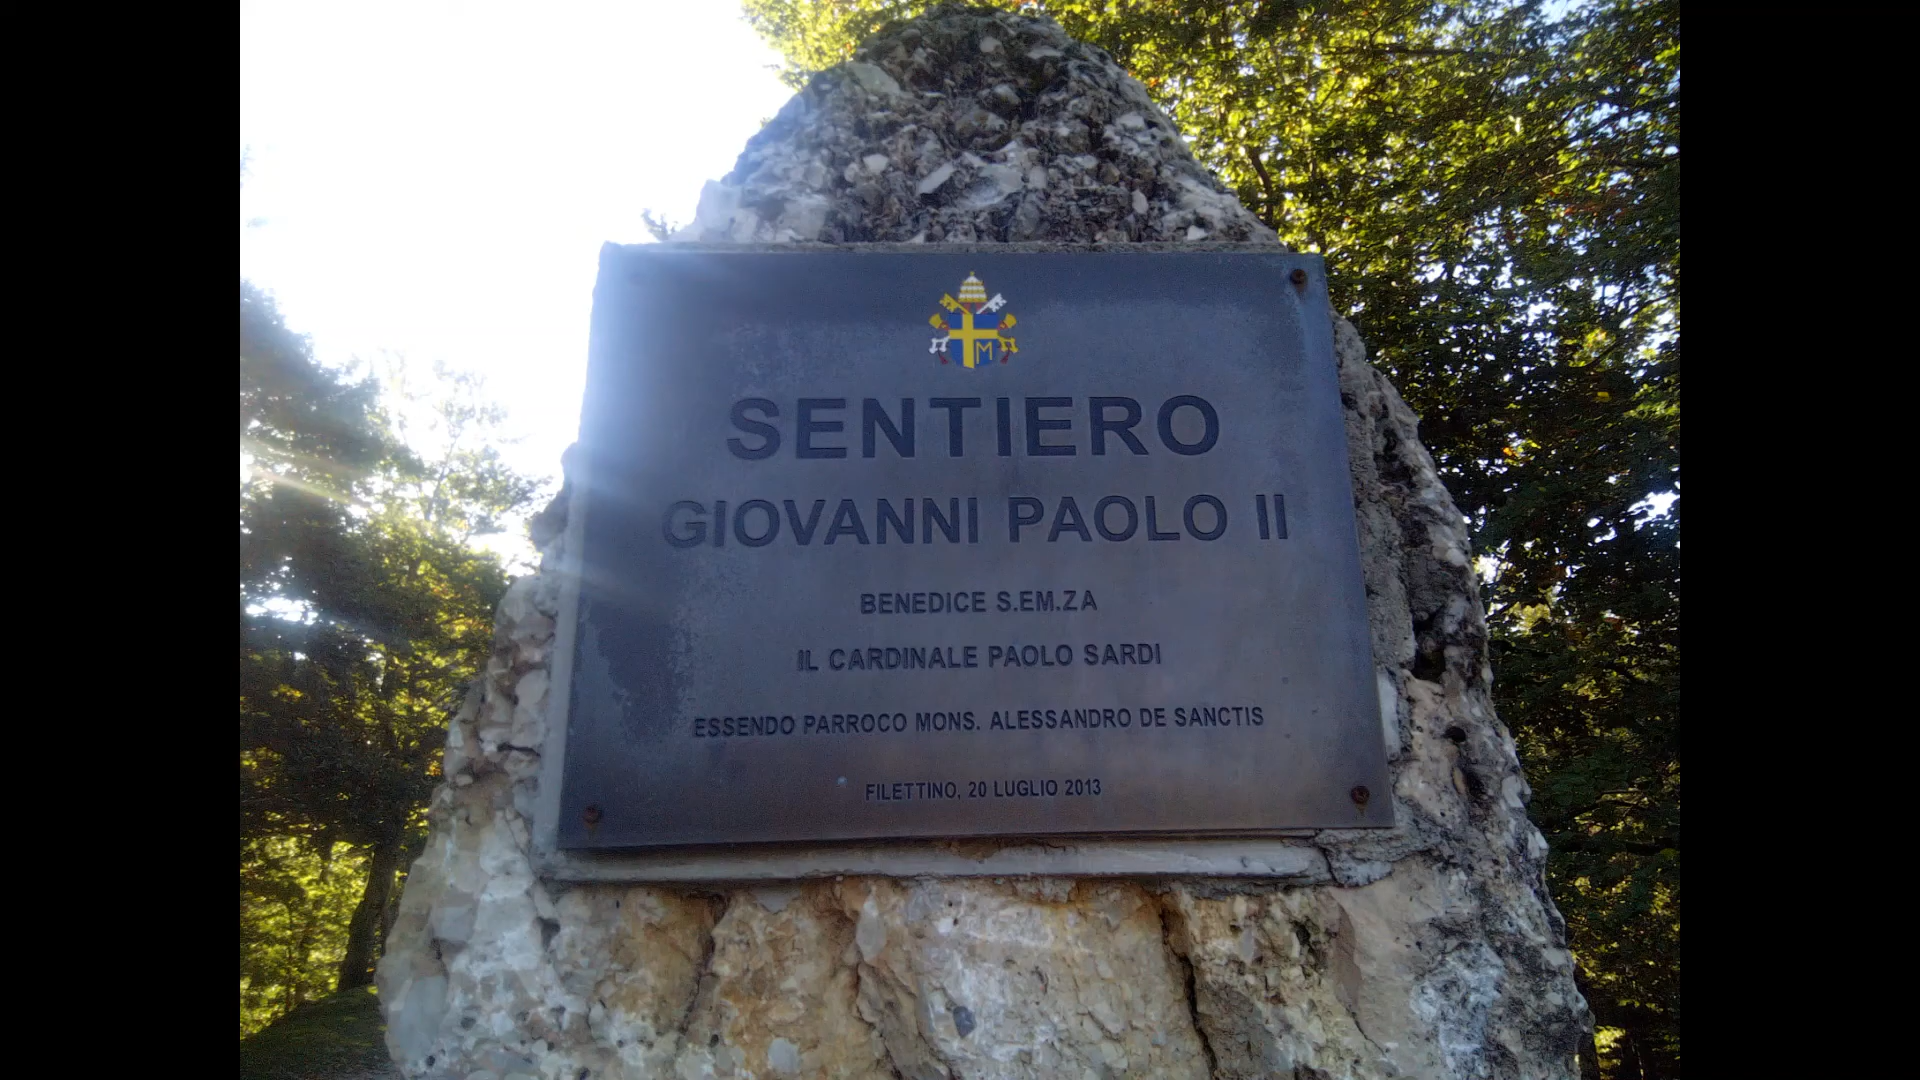 M
SENTIERO
GIOVANNI PAOLO II
BENEDICE S.EM.ZA
IL CARDINALE PAOLO SARDI
ESSENDO PARROCO MONS. ALESSANDRO DE SANCTIS
FILETTINO, 20 LUGLIO 2013